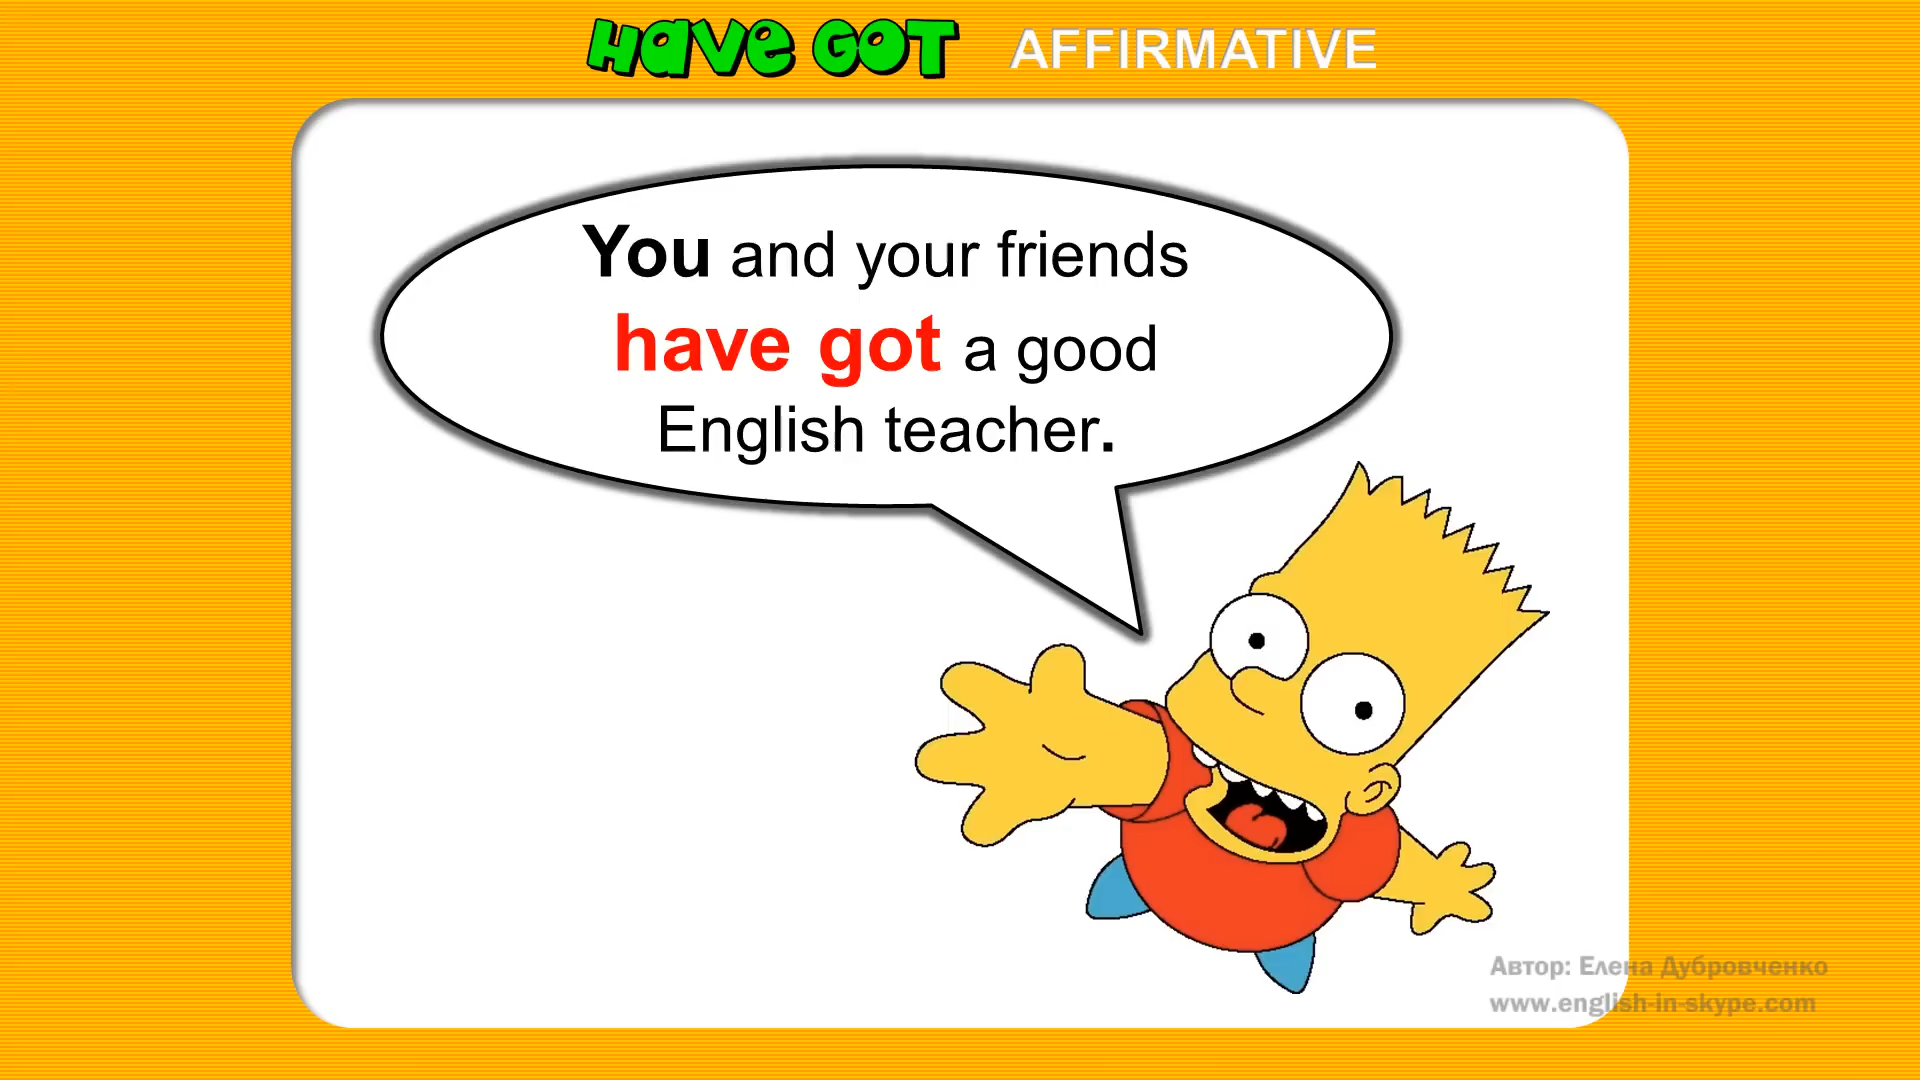 Have Got AFFIRMATIVE
You and your friends
have got a good
English teacher.
Автор: Елена Дубровченко
www.english-in-skype.com